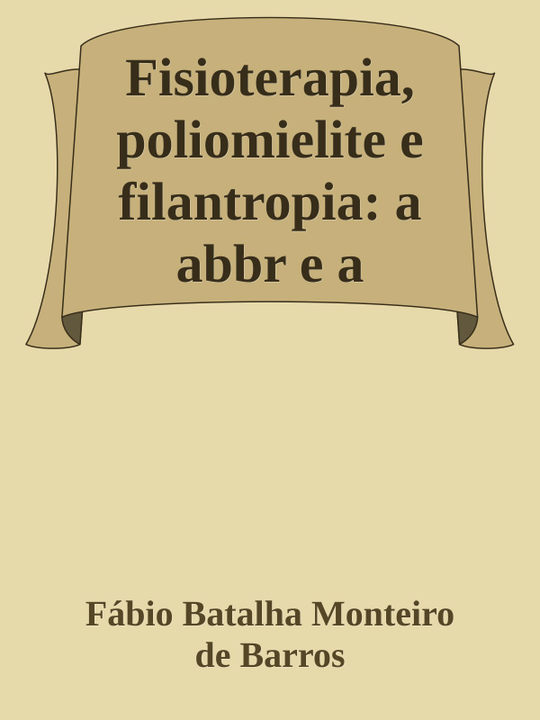 Fisioterapia,
poliomielite e
filantropia: a
abbr e a
Fábio Batalha Monteiro
de Barros